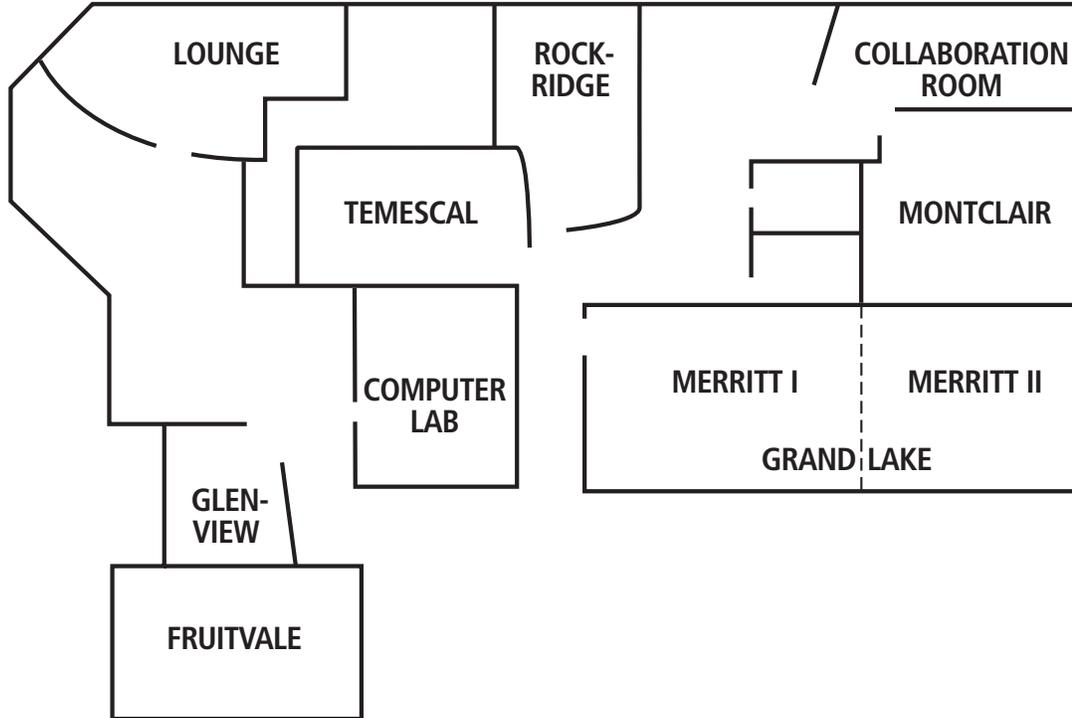 LOUNGE
ROCK-
RIDGE
COLLABORATION
ROOM
TEMESCAL
MONTCLAIR
COMPUTER
LAB
MERRITT I
MERRITT II
GRAND LAKE
GLEN-
VIEW
FRUITVALE